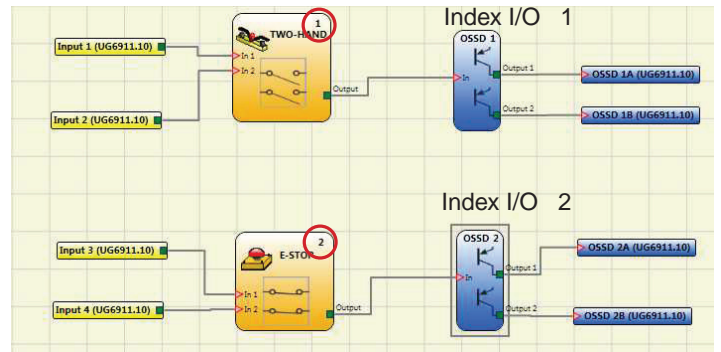 Index I/O 1
1
Input 1 (UG6911.10)
TWO-HAND
In 1
In 2
Output
Input 2 (UG6911.10)
OSSD 1
In
Output 1
Output 2
OSSD 1A (UG6911.10)
OSSD 1B (UG6911.10)
Index I/O 2
2
Input 3 (UG6911.10)
E-STOP
In 1
In 2
Output
Input 4 (UG6911.10)
OSSD 2
In
Output 1
Output 2
OSSD 2A (UG6911.10)
OSSD 2B (UG6911.10)